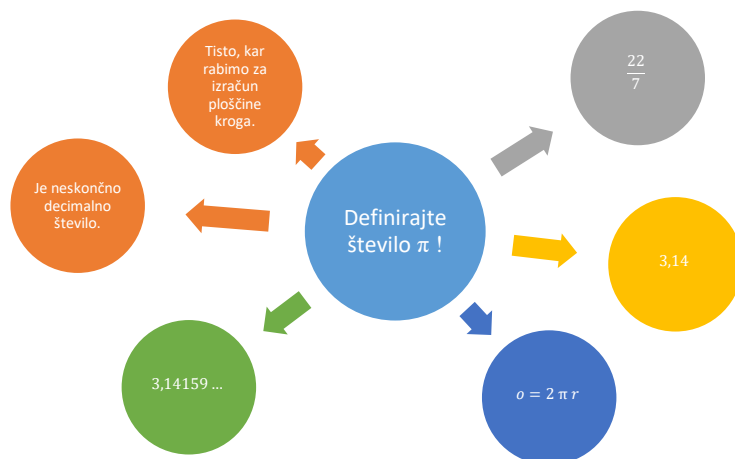 Definirajte
število π !
Tisto, kar
rabimo za
izračun
ploščine
kroga.
22
7
Je neskončno
decimalno
število.
3,14
3,14159 ...
o = 2 π r